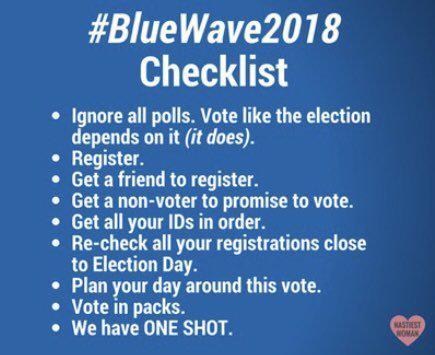 #BlueWave2018
Checklist
• Ignore all polls. Vote like the election
depends on it (it does).
• Register.
• Get a friend to register.
• Get a non-voter to promise to vote.
• Get all your IDs in order.
• Re-check all your registrations close
to Election Day.
• Plan your day around this vote.
• Vote in packs.
• We have ONE SHOT.
NASTIEST
WOMAN.